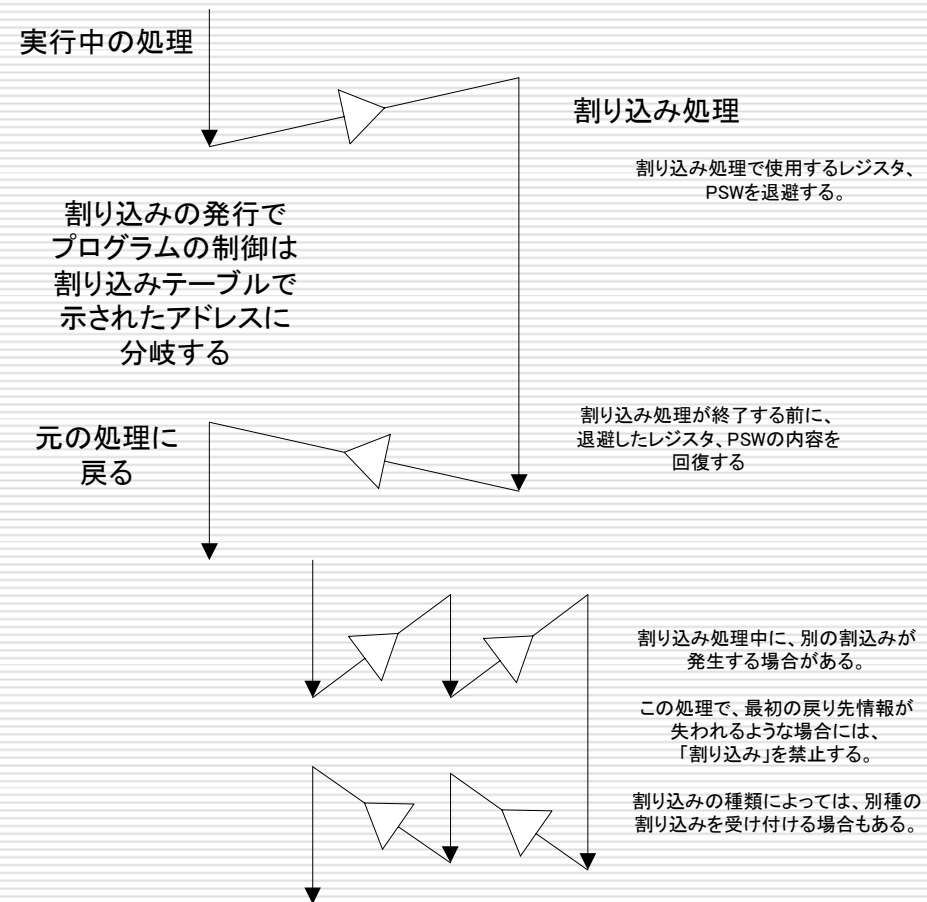 実行中の処理
割り込み処理
割り込み処理で使用するレジスタ、
PSWを退避する。
割り込みの発行で
プログラムの制御は
割り込みテーブルで
示されたアドレスに
分岐する
割り込み処理が終了する前に、
退避したレジスタ、PSWの内容を
回復する
元の処理に
戻る
割り込み処理中に、別の割込みが
発生する場合がある。
この処理で、最初の戻り先情報が
失われるような場合には、
「割り込み」を禁止する。
割り込みの種類によっては、別種の
割り込みを受け付ける場合もある。